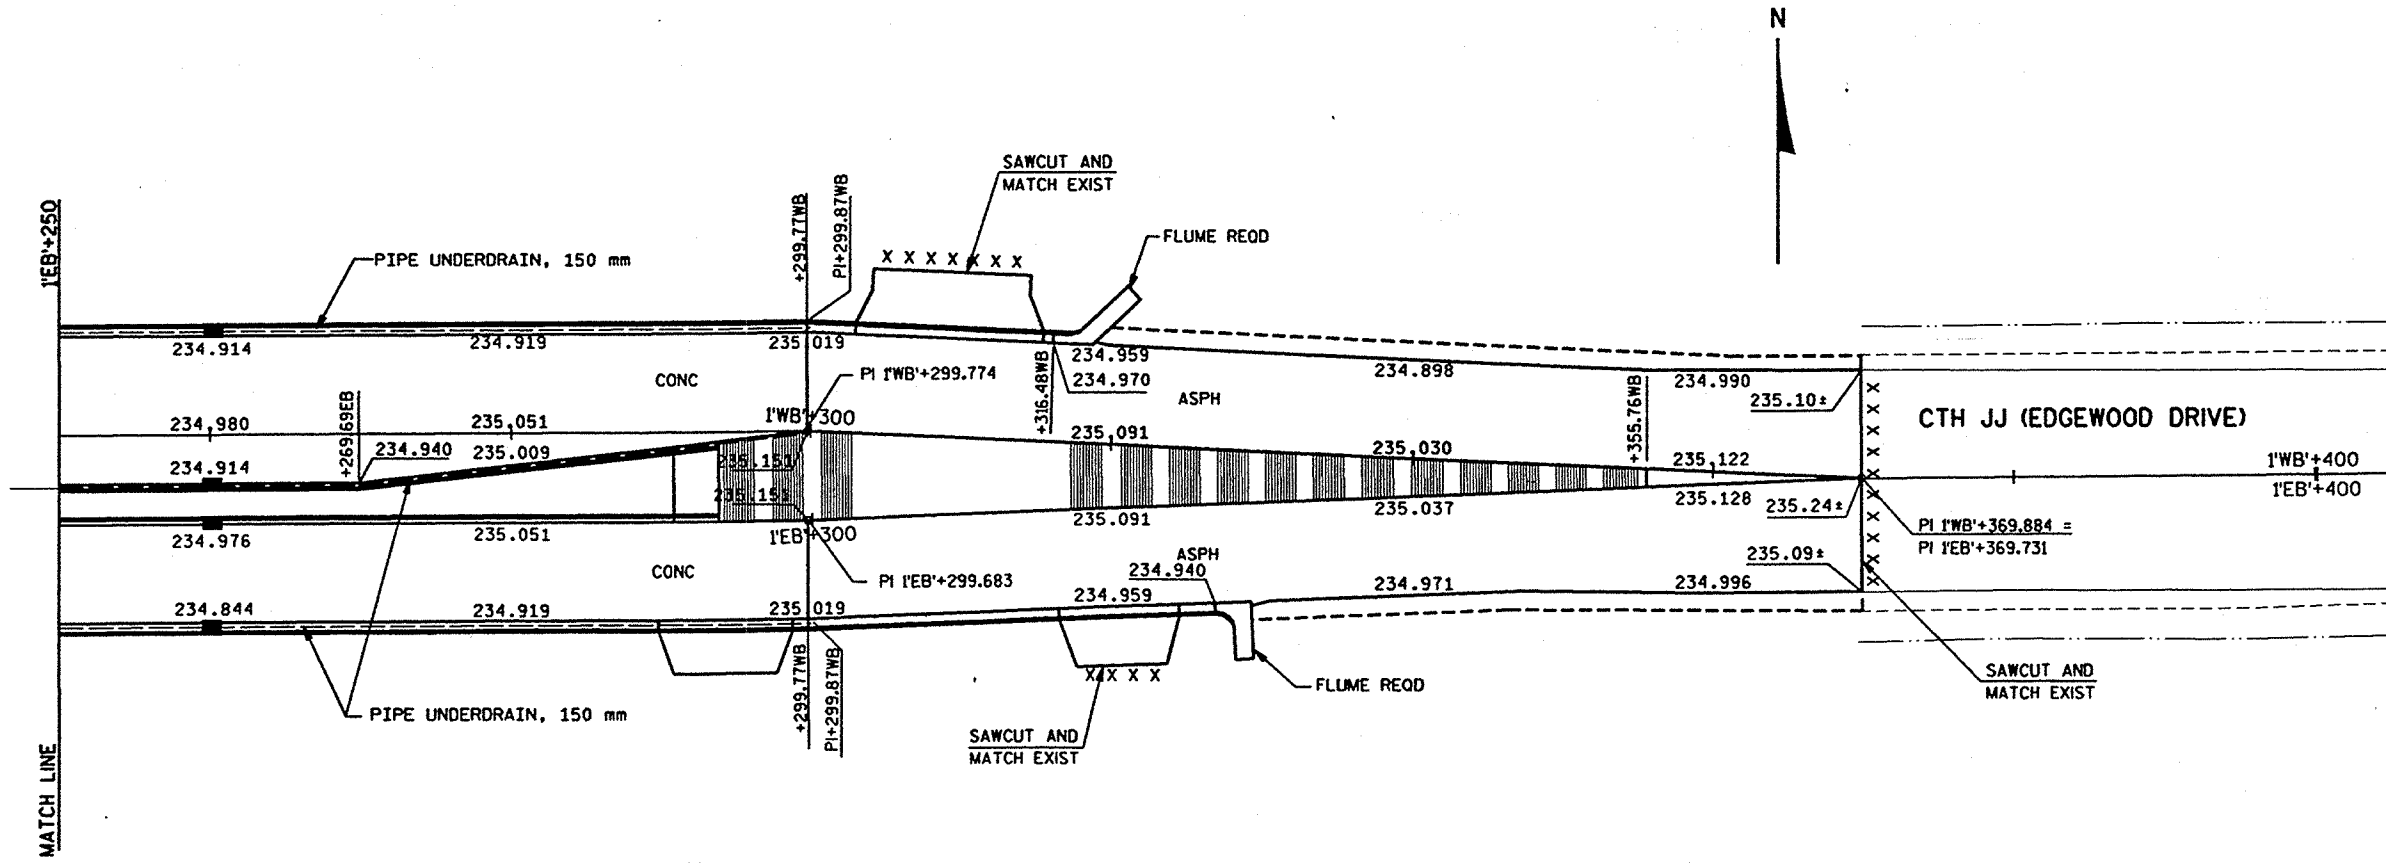 N
1'EB'+250
+299.77WB
PI+299.87WB
SAWCUT AND
MATCH EXIST
FLUME REQD
PIPE UNDERDRAIN, 150 mm
X X X X X X X
234.914
234.919
235.019
234.959
234.970
234.898
234.990
235.10±
CONC
PI 1'WB'+299.774
+316.48WB
ASPH
+355.76WB
CTH JJ (EDGEWOOD DRIVE)
234.980
+269.69EB
235.051
1'WB'+300
235.091
235.030
235.122
234.940
235.009
234.914
235.151
235.151
1'WB'+400
1'EB'+400
235.128
235.24±
235.037
235.091
234.976
235.051
1'EB'+300
PI 1'WB'+369.884 =
PI 1'EB'+369.731
CONC
PI 1'EB'+299.683
ASPH
234.940
235.09±
X X X X X X X X X X
234.844
234.919
235.019
234.959
234.971
234.996
+299.77WB
PI+299.87WB
X X X X
FLUME REQD
SAWCUT AND
MATCH EXIST
PIPE UNDERDRAIN, 150 mm
SAWCUT AND
MATCH EXIST
MATCH LINE